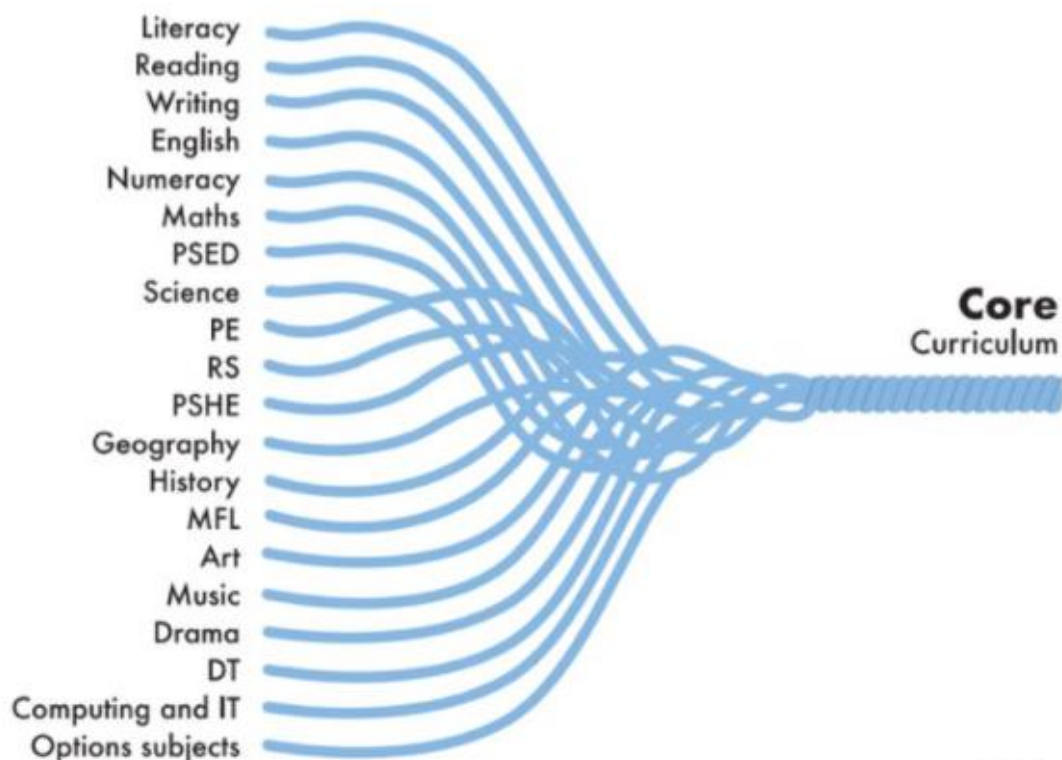 Literacy
Reading
Writing
English
Numeracy
Maths
PSED
Science
PE
RS
PSHE
Geography
History
MFL
Art
Music
Drama
DT
Computing and IT
Options subjects
Core
Curriculum